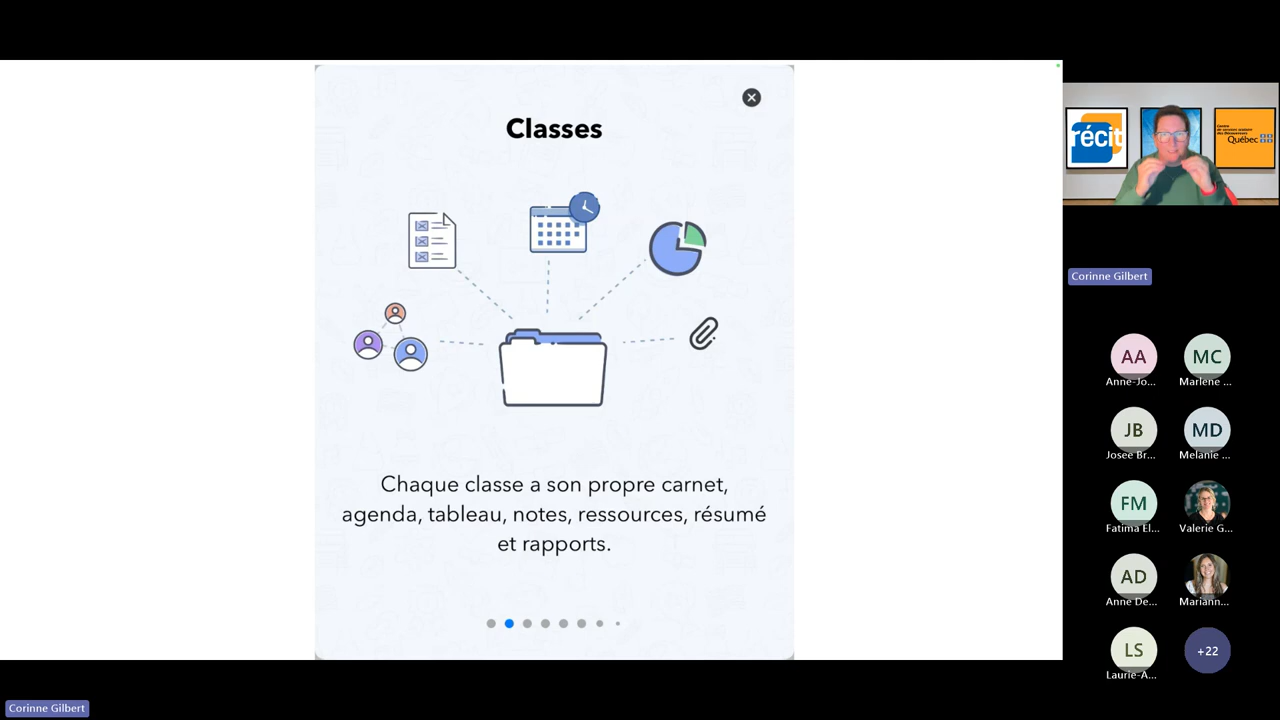 Classes
Chaque classe a son propre carnet,
agenda, tableau, notes, ressources, résumé
et rapports.
récit
Québec
Corinne Gilbert
AA
Anne-Jo...
MC
Marlene ...
JB
Josee Br...
MD
Melanie ...
FM
Fatima El...
Valerie G...
AD
Anne De...
Mariann...
LS
Laurie-A...
+22
Corinne Gilbert